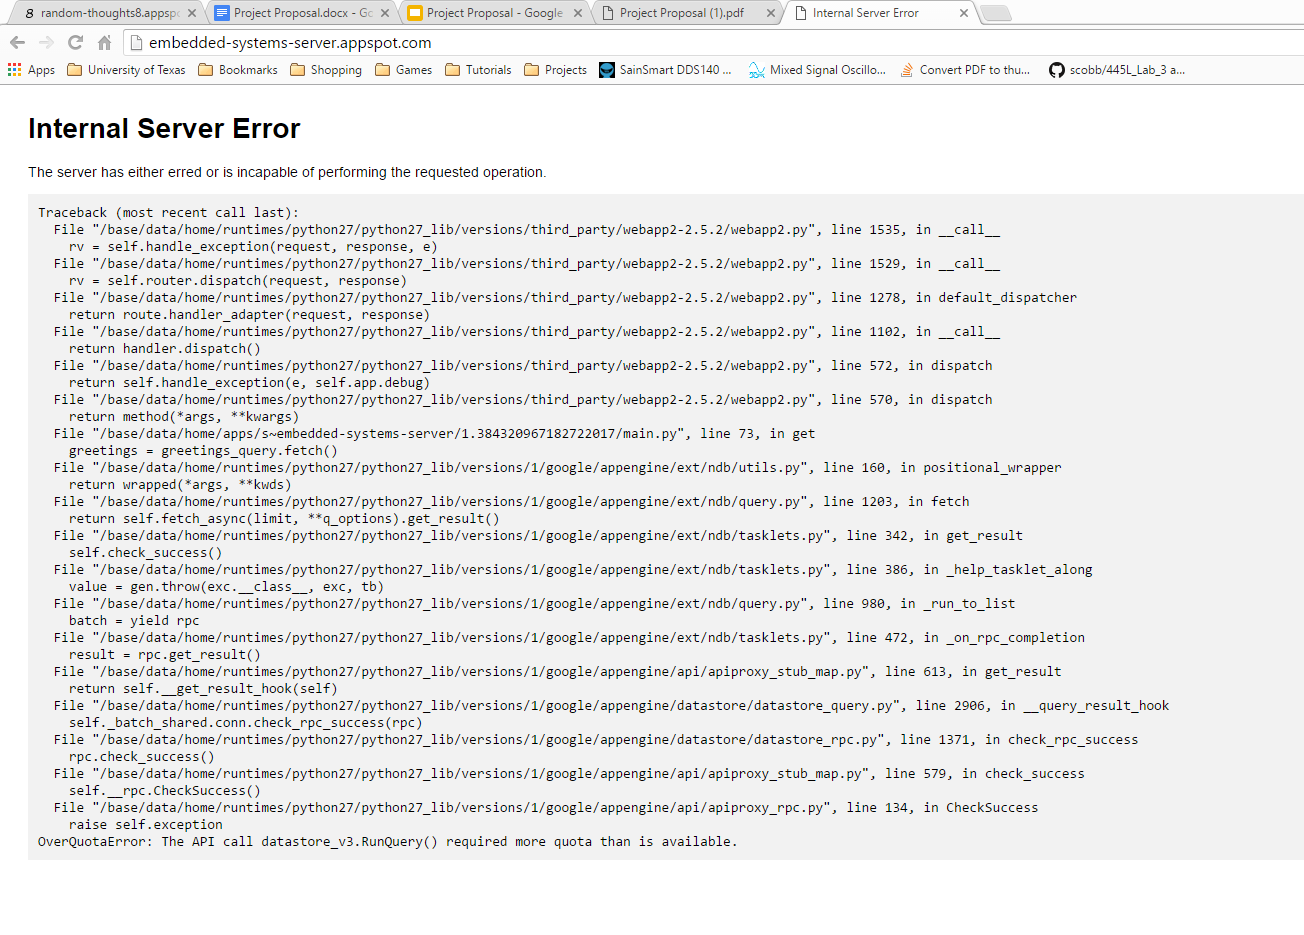 random-thoughts8.appspo
Project Proposal.docx - Go
Project Proposal - Google
Project Proposal (1).pdf
Internal Server Error
embedded-systems-server.appspot.com
Apps
University of Texas
Bookmarks
Shopping
Games
Tutorials
Projects
SainSmart DDS140 ...
Mixed Signal Oscillo...
Convert PDF to thu...
scobb/445L_Lab_3 a...
Internal Server Error
The server has either erred or is incapable of performing the requested operation.
Traceback (most recent call last):
  File "/base/data/home/runtimes/python27/python27_lib/versions/third_party/webapp2-2.5.2/webapp2.py", line 1535, in __call__
    rv = self.handle_exception(request, response, e)
  File "/base/data/home/runtimes/python27/python27_lib/versions/third_party/webapp2-2.5.2/webapp2.py", line 1529, in __call__
    rv = self.router.dispatch(request, response)
  File "/base/data/home/runtimes/python27/python27_lib/versions/third_party/webapp2-2.5.2/webapp2.py", line 1278, in default_dispatcher
    return route.handler_adapter(request, response)
  File "/base/data/home/runtimes/python27/python27_lib/versions/third_party/webapp2-2.5.2/webapp2.py", line 1102, in __call__
    return handler.dispatch()
  File "/base/data/home/runtimes/python27/python27_lib/versions/third_party/webapp2-2.5.2/webapp2.py", line 572, in dispatch
    return self.handle_exception(e, self.app.debug)
  File "/base/data/home/runtimes/python27/python27_lib/versions/third_party/webapp2-2.5.2/webapp2.py", line 570, in dispatch
    return method(*args, **kwargs)
  File "/base/data/home/apps/s~embedded-systems-server/1.384320967182722017/main.py", line 73, in get
    greetings = greetings_query.fetch()
  File "/base/data/home/runtimes/python27/python27_lib/versions/1/google/appengine/ext/ndb/utils.py", line 160, in positional_wrapper
    return wrapped(*args, **kwds)
  File "/base/data/home/runtimes/python27/python27_lib/versions/1/google/appengine/ext/ndb/query.py", line 1203, in fetch
    return self.fetch_async(limit, **q_options).get_result()
  File "/base/data/home/runtimes/python27/python27_lib/versions/1/google/appengine/ext/ndb/tasklets.py", line 342, in get_result
    self.check_success()
  File "/base/data/home/runtimes/python27/python27_lib/versions/1/google/appengine/ext/ndb/tasklets.py", line 386, in _help_tasklet_along
    value = gen.throw(exc.__class__, exc, tb)
  File "/base/data/home/runtimes/python27/python27_lib/versions/1/google/appengine/ext/ndb/query.py", line 980, in _run_to_list
    batch = yield rpc
  File "/base/data/home/runtimes/python27/python27_lib/versions/1/google/appengine/ext/ndb/tasklets.py", line 472, in _on_rpc_completion
    result = rpc.get_result()
  File "/base/data/home/runtimes/python27/python27_lib/versions/1/google/appengine/api/apiproxy_stub_map.py", line 613, in get_result
    return self.__get_result_hook(self)
  File "/base/data/home/runtimes/python27/python27_lib/versions/1/google/appengine/datastore/datastore_query.py", line 2906, in __query_result_hook
    self._batch_shared.conn.check_rpc_success(rpc)
  File "/base/data/home/runtimes/python27/python27_lib/versions/1/google/appengine/datastore/datastore_rpc.py", line 1371, in check_rpc_success
    rpc.check_success()
  File "/base/data/home/runtimes/python27/python27_lib/versions/1/google/appengine/api/apiproxy_stub_map.py", line 579, in check_success
    self.__rpc.CheckSuccess()
  File "/base/data/home/runtimes/python27/python27_lib/versions/1/google/appengine/api/apiproxy_rpc.py", line 134, in CheckSuccess
    raise self.exception
OverQuotaError: The API call datastore_v3.RunQuery() required more quota than is available.